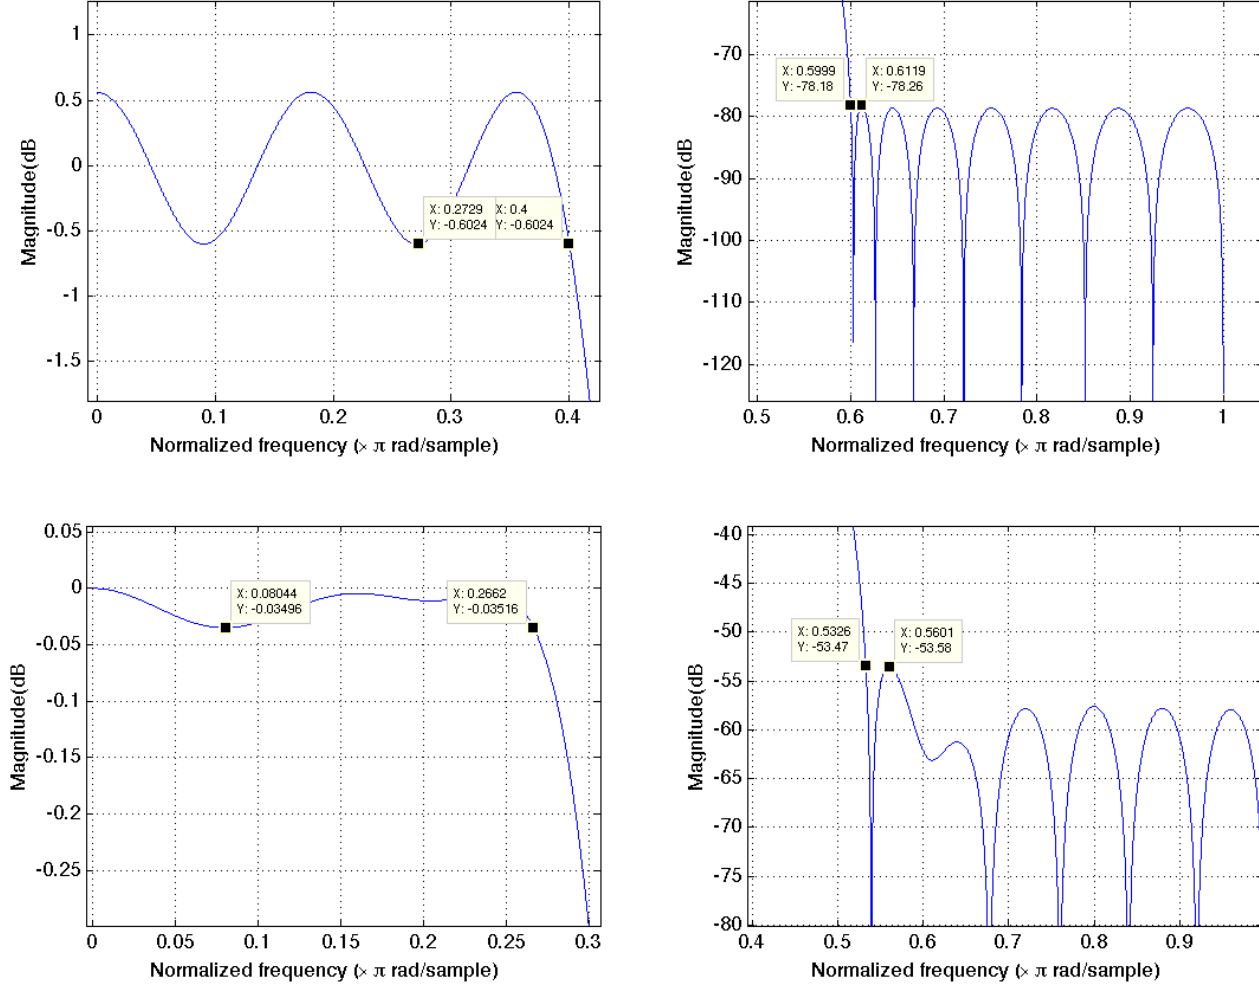 Magnitude(dB
1
0.5
0
-0.5
-1
-1.5
X: 0.2729
Y: -0.6024
X: 0.4
Y: -0.6024
0
0.1
0.2
0.3
0.4
Normalized frequency (× π rad/sample)
Magnitude(dB
-70
-80
-90
-100
-110
-120
X: 0.5999
Y: -78.18
X: 0.6119
Y: -78.26
0.5
0.6
0.7
0.8
0.9
1
Normalized frequency (× π rad/sample)
Magnitude(dB
0.05
0
-0.05
-0.1
-0.15
-0.2
-0.25
X: 0.08044
Y: -0.03496
X: 0.2662
Y: -0.03516
0
0.05
0.1
0.15
0.2
0.25
0.3
Normalized frequency (× π rad/sample)
Magnitude(dB
-40
-45
-50
-55
-60
-65
-70
-75
-80
X: 0.5326
Y: -53.47
X: 0.5601
Y: -53.58
0.4
0.5
0.6
0.7
0.8
0.9
Normalized frequency (× π rad/sample)